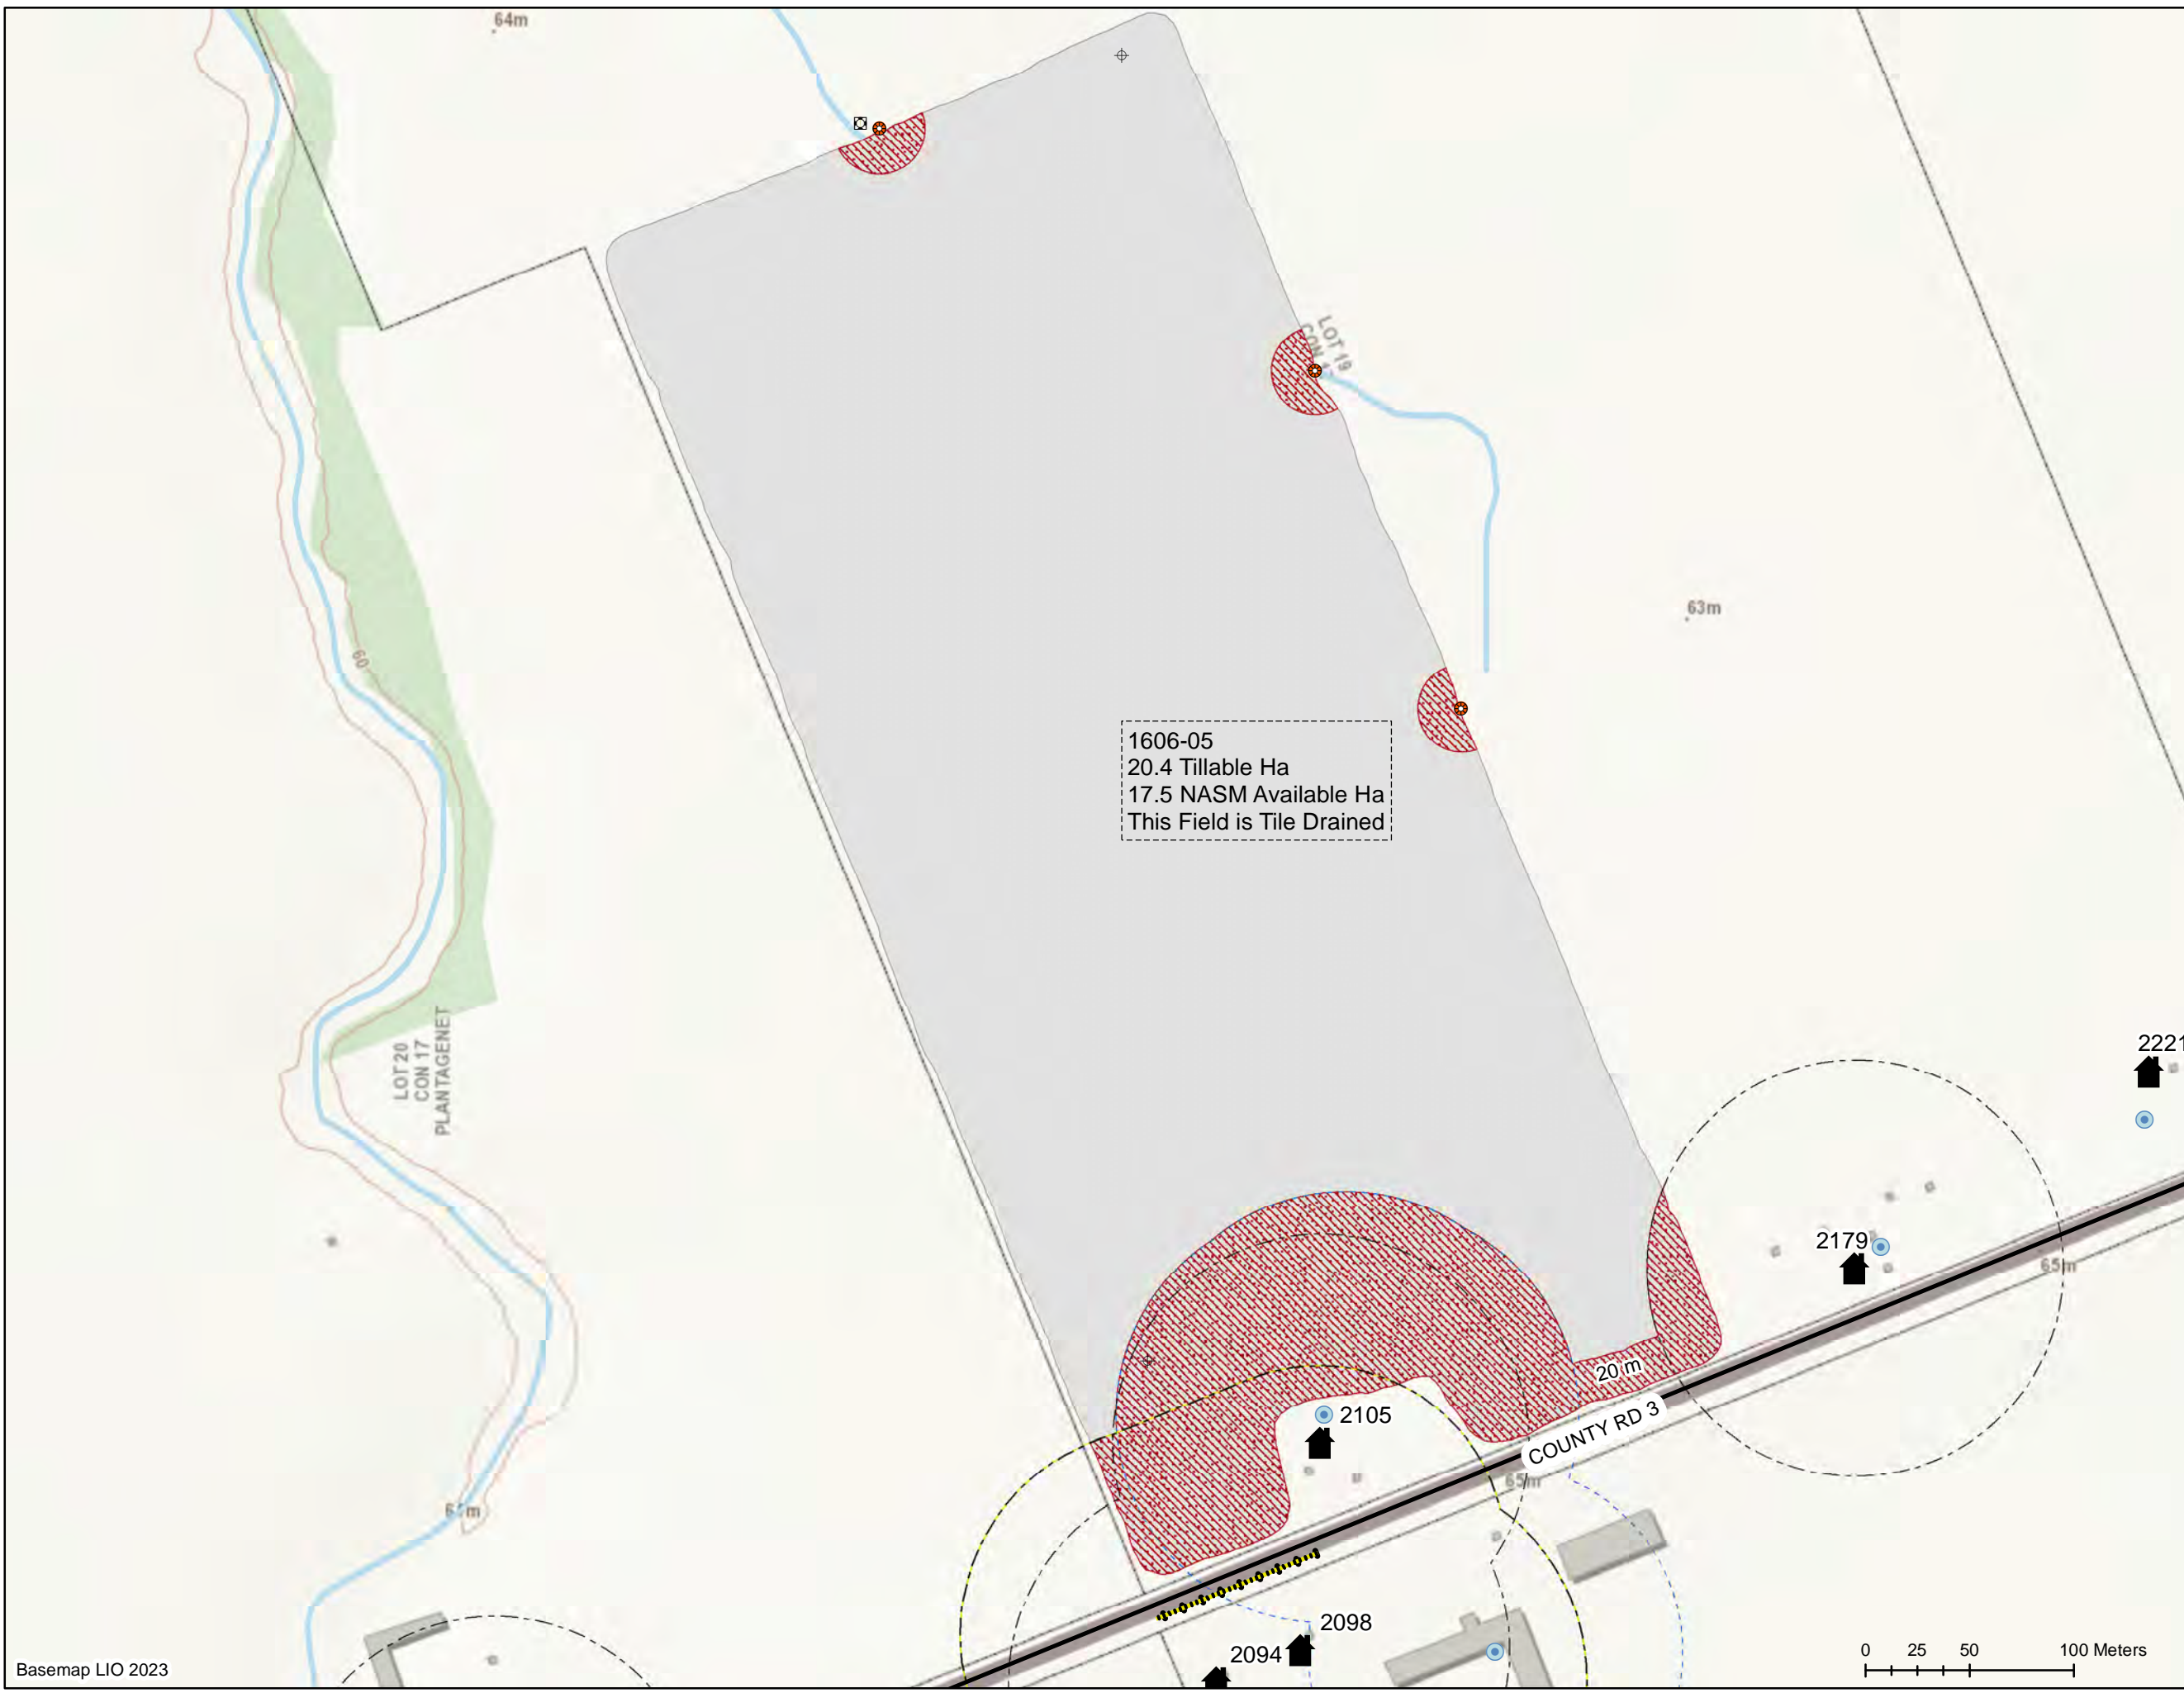 64m
LOT 19
63m
60
1606-05
20.4 Tillable Ha
17.5 NASM Available Ha
This Field is Tile Drained
LOT 20
CON 17
PLANTAGENET
2221
2179
65m
20 m
COUNTY RD 3
2105
65m
2098
2094
0 25 50 100 Meters
Basemap LIO 2023